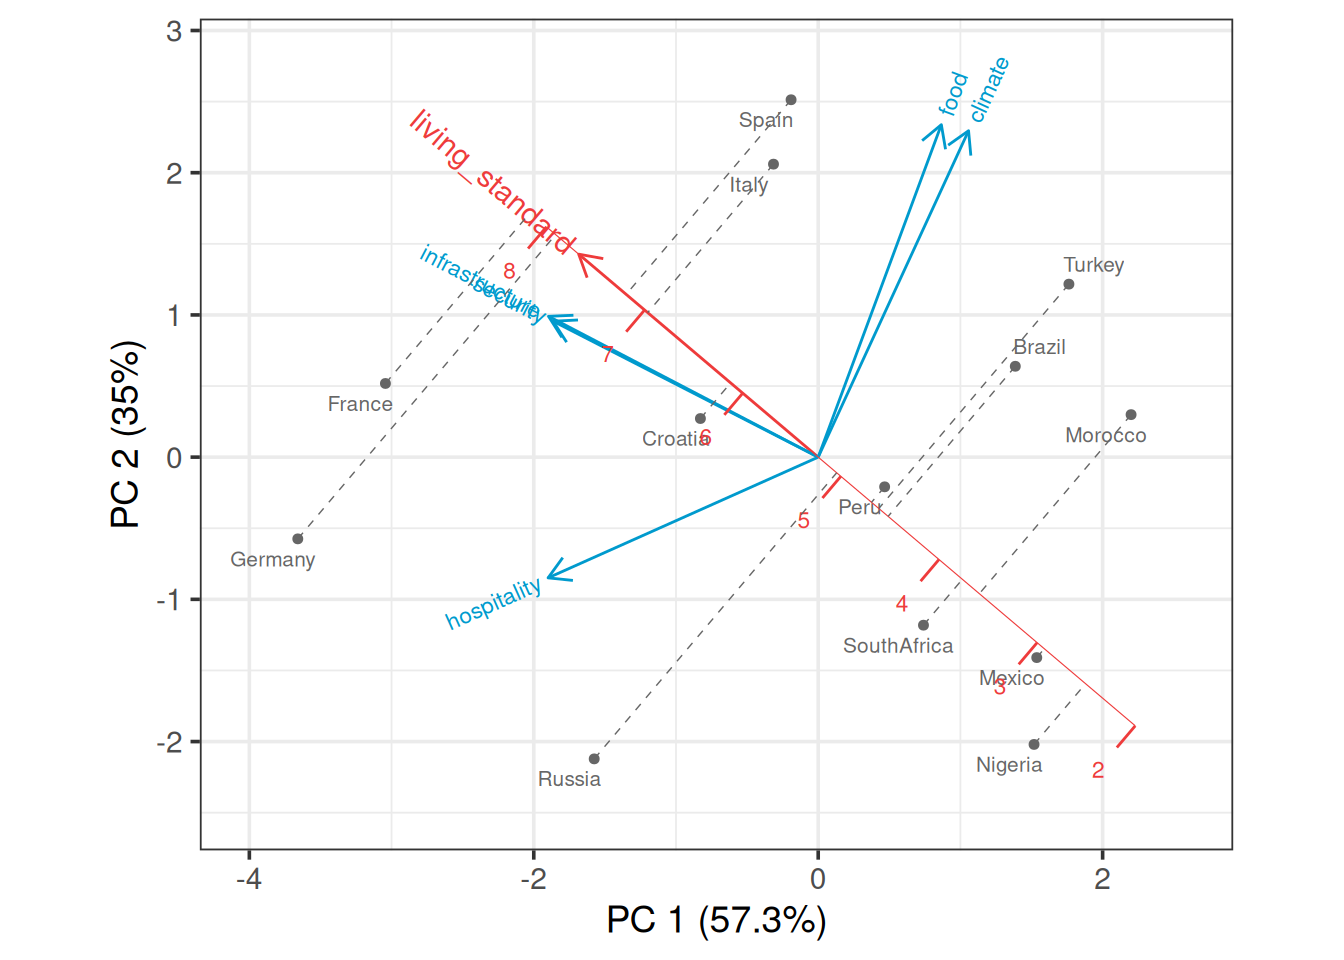 3
2
1
0
-1
-2
PC 2 (35%)
food
climate
Spain
living_standard
Italy
infrastructure
security
8
Turkey
7
Brazil
France
Croatia
6
Morocco
Peru
5
Germany
hospitality
4
SouthAfrica
Mexico
3
Nigeria
2
Russia
-4
-2
0
2
PC 1 (57.3%)